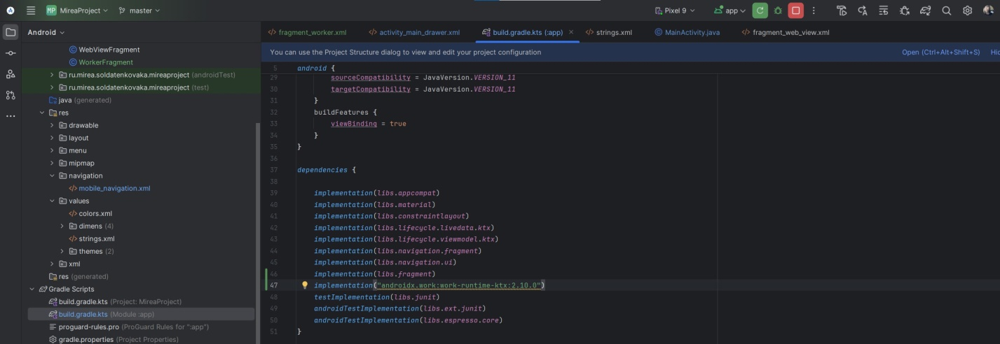 MP MireaProject master Pixel 9 app
Android
fragment_worker.xml activity_main_drawer.xml build.gradle.kts (:app) strings.xml MainActivity.java fragment_web_view.xml
You can use the Project Structure dialog to view and edit your project configuration Open (Ctrl+Alt+Shift+S) Hid
WebViewFragment
WorkerFragment
ru.mirea.soldatenkovaka.mireaproject (androidTest)
ru.mirea.soldatenkovaka.mireaproject (test)
java (generated)
res
drawable
layout
menu
mipmap
navigation
mobile_navigation.xml
values
colors.xml
dimens (4)
strings.xml
themes (2)
xml
res (generated)
Gradle Scripts
build.gradle.kts (Project: MireaProject)
build.gradle.kts (Module :app)
proguard-rules.pro (ProGuard Rules for ":app")
gradle.properties (Project Properties)
5 android {
29 sourceCompatibility = JavaVersion.VERSION_11
30 targetCompatibility = JavaVersion.VERSION_11
31 }
32 buildFeatures {
33 viewBinding = true
34 }
35 }
36
37 dependencies {
38
39 implementation(libs.appcompat)
40 implementation(libs.material)
41 implementation(libs.constraintlayout)
42 implementation(libs.lifecycle.livedata.ktx)
43 implementation(libs.lifecycle.viewmodel.ktx)
44 implementation(libs.navigation.fragment)
45 implementation(libs.navigation.ui)
46 implementation(libs.fragment)
47 implementation("androidx.work:work-runtime-ktx:2.10.0")
48 testImplementation(libs.junit)
49 androidTestImplementation(libs.ext.junit)
50 androidTestImplementation(libs.espresso.core)
51 }